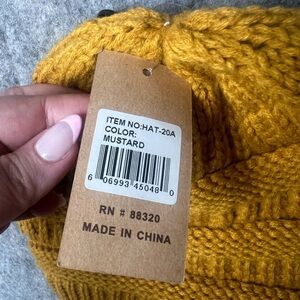 ITEM NO:HAT-20A
COLOR:
MUSTARD
6 06993 45048 0
RN # 88320
MADE IN CHINA